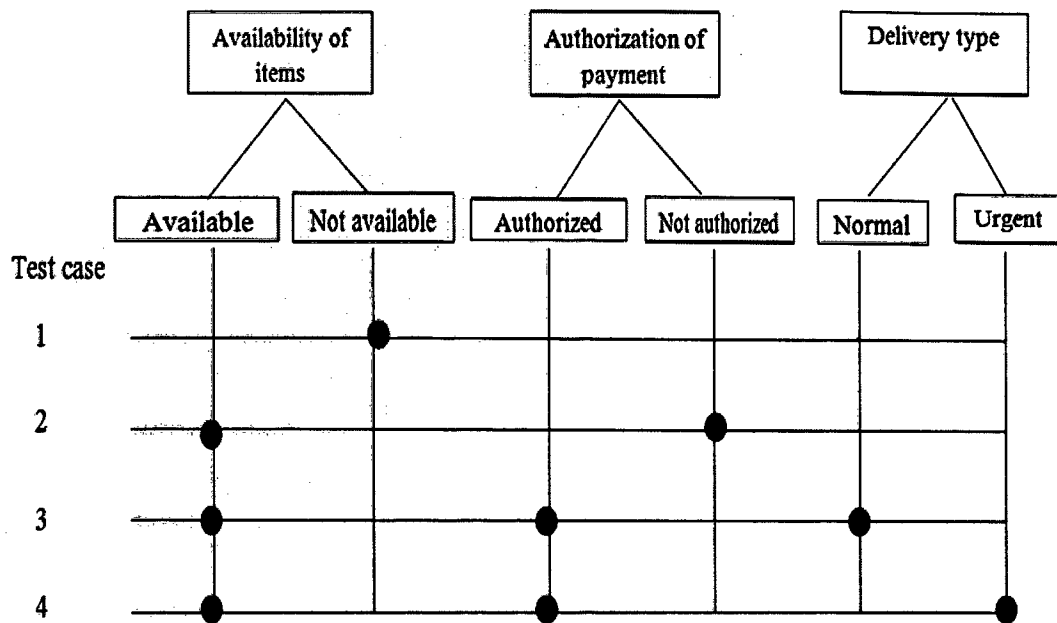 Availability of
items
Authorization of
payment
Delivery type
Available
Not available
Authorized
Not authorized
Normal
Urgent
Test case
1
2
3
4